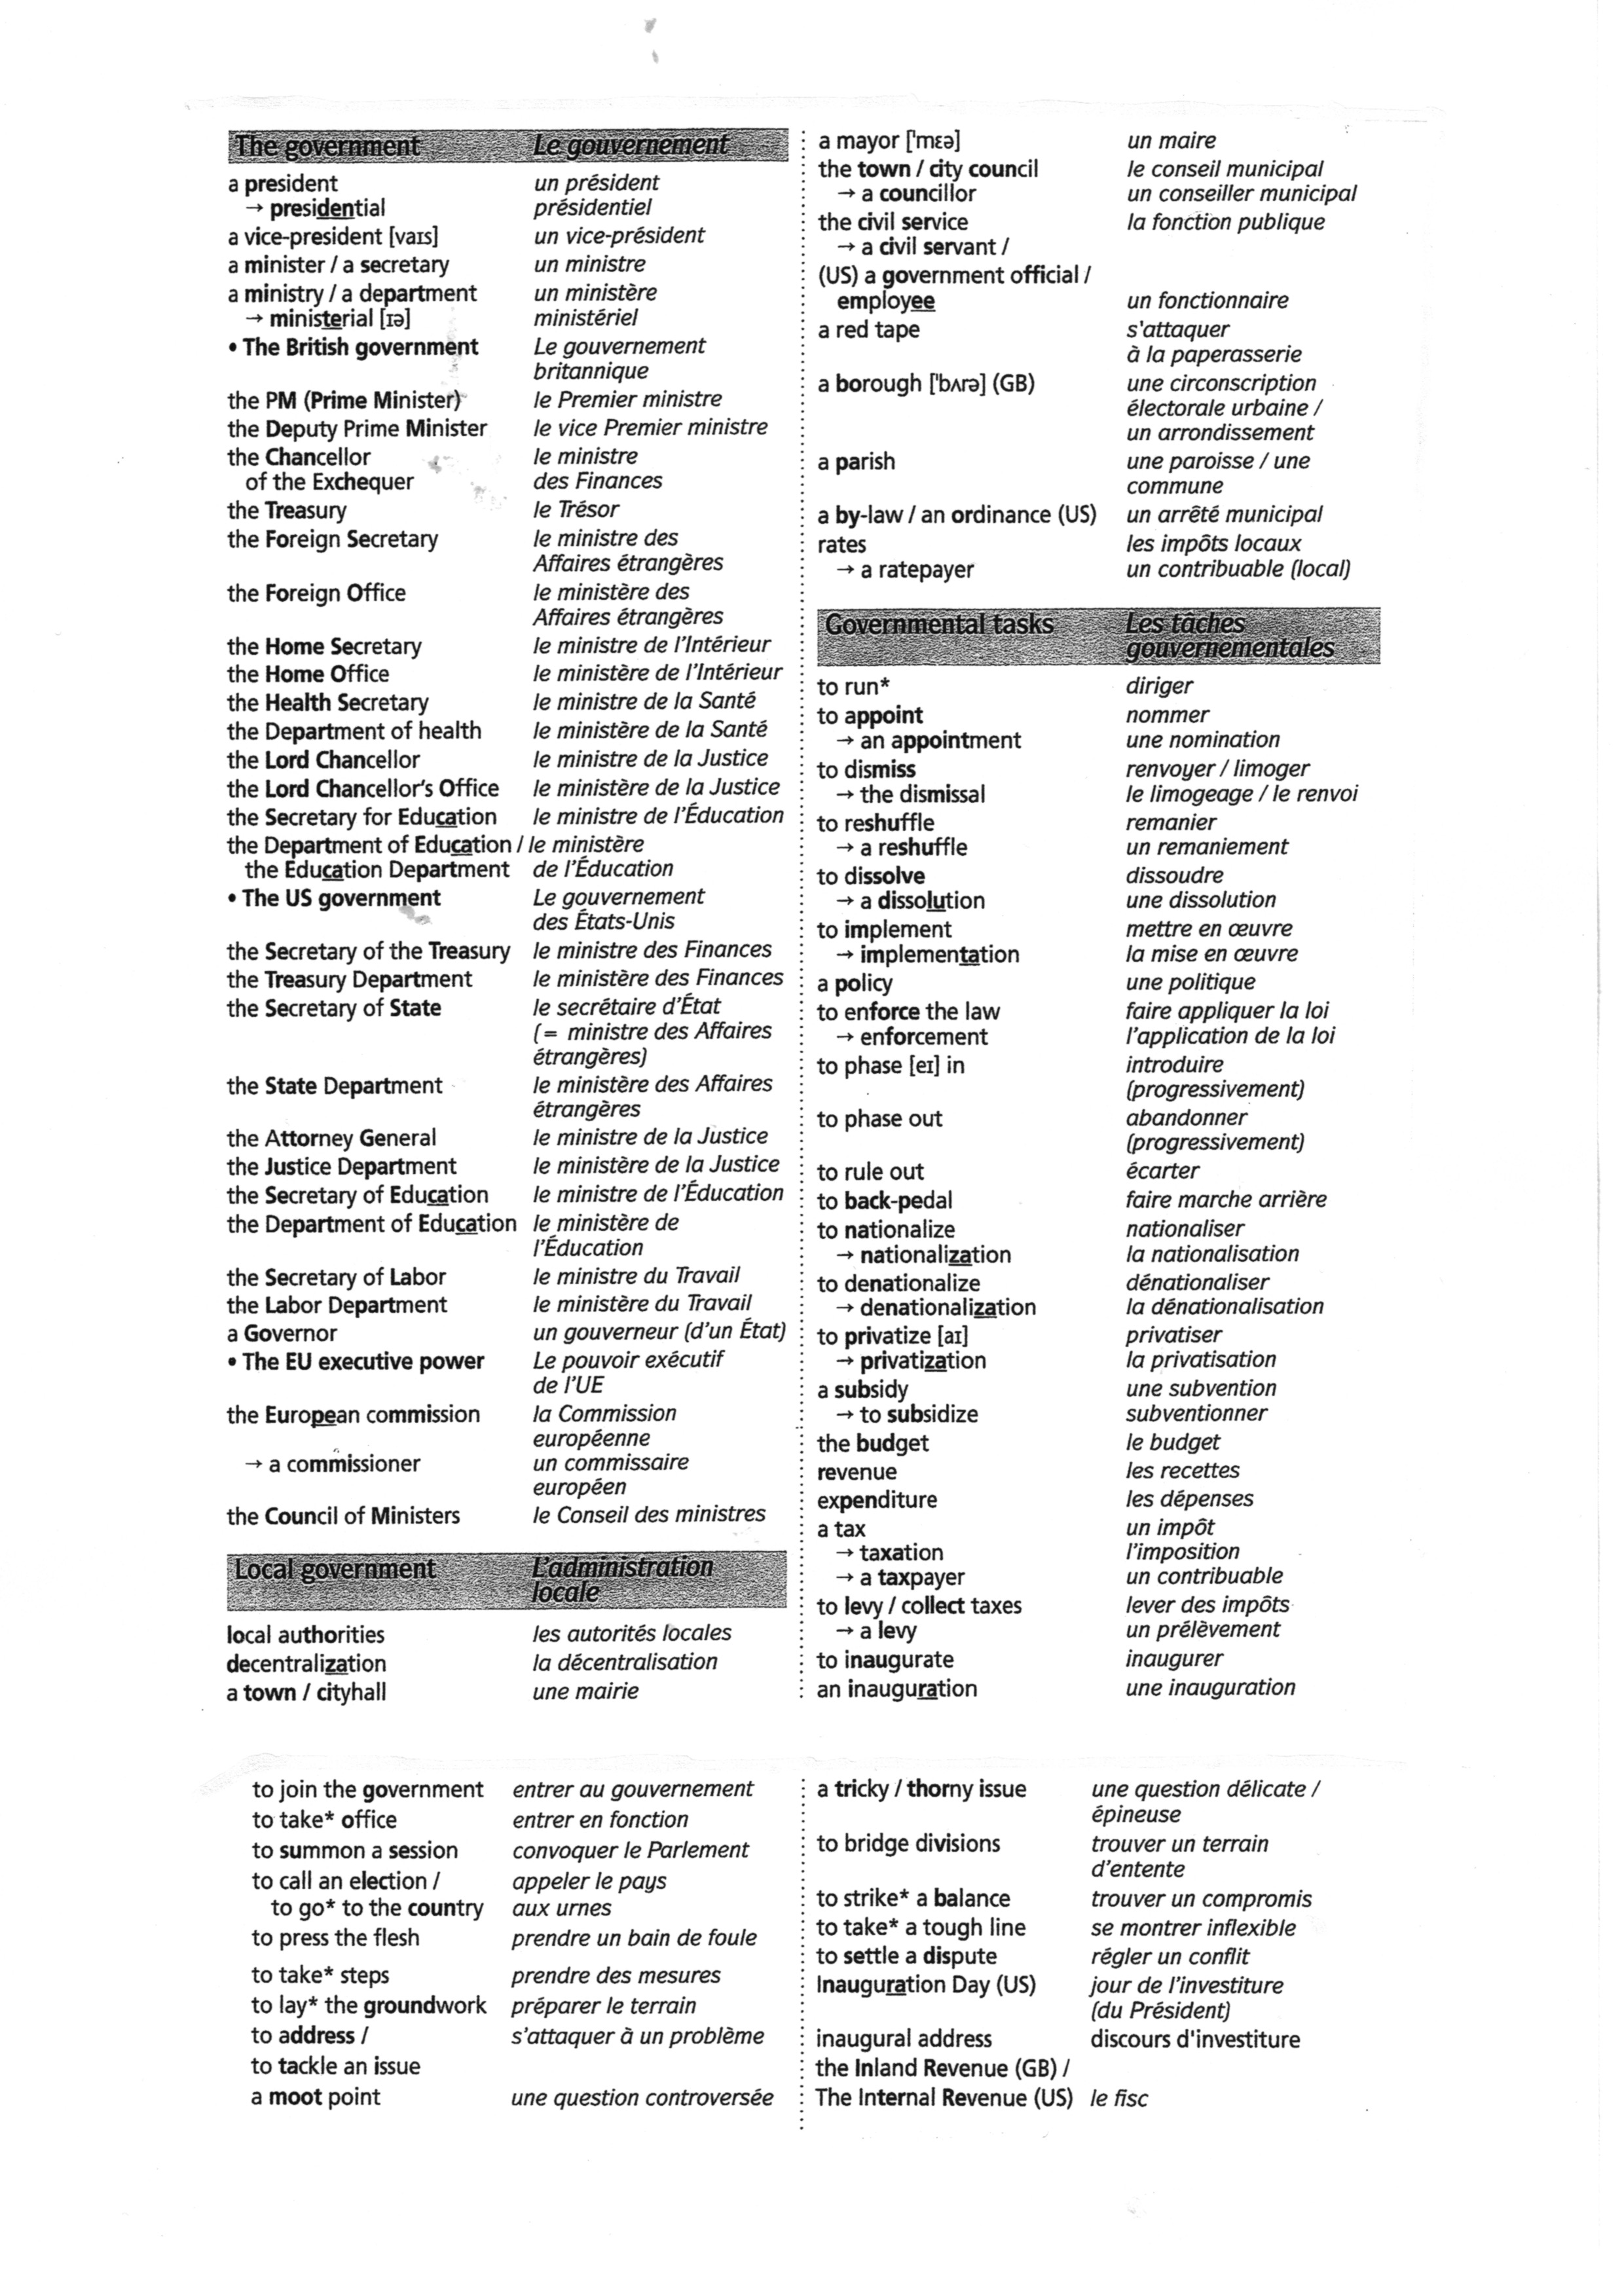 The government Le gouvernement
a president un président
→ presidential présidentiel
a vice-president [vaɪs] un vice-président
a minister / a secretary un ministre
a ministry / a department un ministère
→ ministerial [ɪə] ministériel
• The British government Le gouvernement
britannique
the PM (Prime Minister) le Premier ministre
the Deputy Prime Minister le vice Premier ministre
the Chancellor le ministre
of the Exchequer des Finances
the Treasury le Trésor
the Foreign Secretary le ministre des
Affaires étrangères
the Foreign Office le ministère des
Affaires étrangères
the Home Secretary le ministre de l'Intérieur
the Home Office le ministère de l'Intérieur
the Health Secretary le ministre de la Santé
the Department of health le ministère de la Santé
the Lord Chancellor le ministre de la Justice
the Lord Chancellor's Office le ministère de la Justice
the Secretary for Education le ministre de l'Éducation
the Department of Education / le ministère
the Education Department de l'Éducation
• The US government Le gouvernement
des États-Unis
the Secretary of the Treasury le ministre des Finances
the Treasury Department le ministère des Finances
the Secretary of State le secrétaire d'État
(= ministre des Affaires
étrangères)
the State Department le ministère des Affaires
étrangères
the Attorney General le ministre de la Justice
the Justice Department le ministère de la Justice
the Secretary of Education le ministre de l'Éducation
the Department of Education le ministère de
l'Éducation
the Secretary of Labor le ministre du Travail
the Labor Department le ministère du Travail
a Governor un gouverneur (d'un État)
• The EU executive power Le pouvoir exécutif
de l'UE
the European commission la Commission
européenne
→ a commissioner un commissaire
européen
the Council of Ministers le Conseil des ministres
Local government L'administration
locale
local authorities les autorités locales
decentralization la décentralisation
a town / cityhall une mairie
a mayor ['mɛə] un maire
the town / city council le conseil municipal
→ a councillor un conseiller municipal
the civil service la fonction publique
→ a civil servant /
(US) a government official /
employee un fonctionnaire
a red tape s'attaquer
à la paperasserie
a borough ['bʌrə] (GB) une circonscription
électorale urbaine /
un arrondissement
a parish une paroisse / une
commune
a by-law / an ordinance (US) un arrêté municipal
rates les impôts locaux
→ a ratepayer un contribuable (local)
Governmental tasks Les tâches
gouvernementales
to run* diriger
to appoint nommer
→ an appointment une nomination
to dismiss renvoyer / limoger
→ the dismissal le limogeage / le renvoi
to reshuffle remanier
→ a reshuffle un remaniement
to dissolve dissoudre
→ a dissolution une dissolution
to implement mettre en œuvre
→ implementation la mise en œuvre
a policy une politique
to enforce the law faire appliquer la loi
→ enforcement l'application de la loi
to phase [eɪ] in introduire
(progressivement)
to phase out abandonner
(progressivement)
to rule out écarter
to back-pedal faire marche arrière
to nationalize nationaliser
→ nationalization la nationalisation
to denationalize dénationaliser
→ denationalization la dénationalisation
to privatize [aɪ] privatiser
→ privatization la privatisation
a subsidy une subvention
→ to subsidize subventionner
the budget le budget
revenue les recettes
expenditure les dépenses
a tax un impôt
→ taxation l'imposition
→ a taxpayer un contribuable
to levy / collect taxes lever des impôts
→ a levy un prélèvement
to inaugurate inaugurer
an inauguration une inauguration
to join the government entrer au gouvernement
to take* office entrer en fonction
to summon a session convoquer le Parlement
to call an election / appeler le pays
to go* to the country aux urnes
to press the flesh prendre un bain de foule
to take* steps prendre des mesures
to lay* the groundwork préparer le terrain
to address / s'attaquer à un problème
to tackle an issue
a moot point une question controversée
a tricky / thorny issue une question délicate /
épineuse
to bridge divisions trouver un terrain
d'entente
to strike* a balance trouver un compromis
to take* a tough line se montrer inflexible
to settle a dispute régler un conflit
Inauguration Day (US) jour de l'investiture
(du Président)
inaugural address discours d'investiture
the Inland Revenue (GB) /
The Internal Revenue (US) le fisc